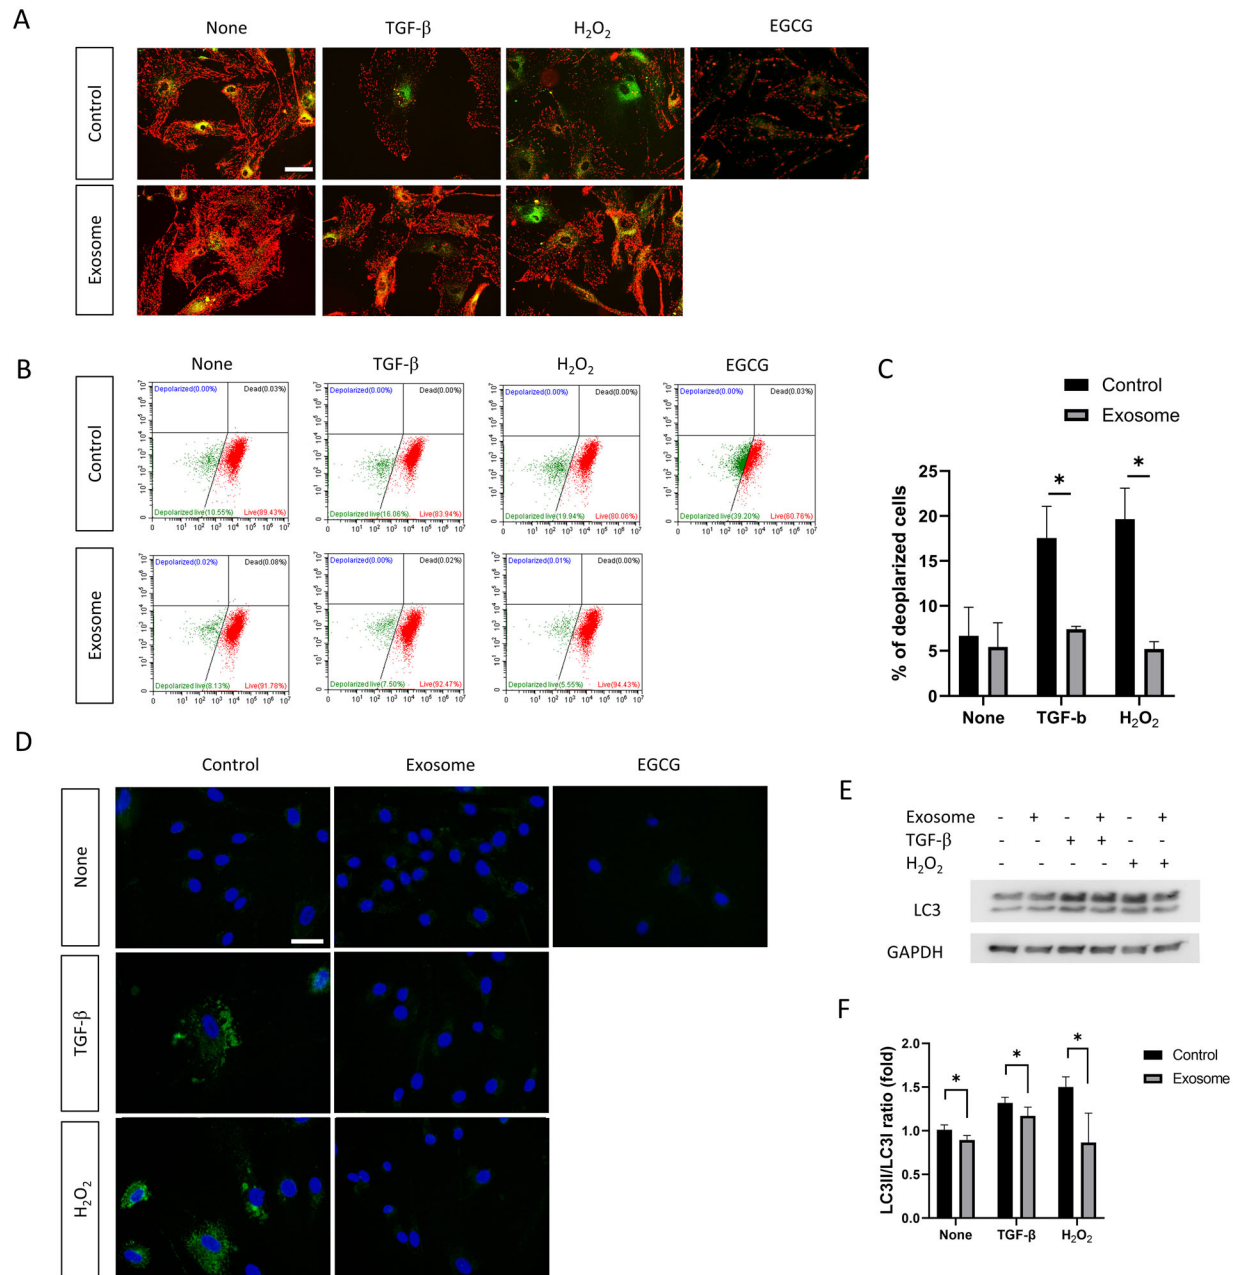 A
None TGF-β H₂O₂ EGCG
Control
Exosome
B
None TGF-β H₂O₂ EGCG
Control
Depolarized(0.00%) Dead(0.03%)
Depolarized live(10.55%) Live(89.43%)
Depolarized(0.00%) Dead(0.00%)
Depolarized live(16.06%) Live(83.94%)
Depolarized(0.00%) Dead(0.00%)
Depolarized live(19.94%) Live(80.06%)
Depolarized(0.00%) Dead(0.03%)
Depolarized live(39.20%) Live(60.76%)
Exosome
Depolarized(0.02%) Dead(0.08%)
Depolarized live(8.13%) Live(91.78%)
Depolarized(0.00%) Dead(0.02%)
Depolarized live(7.50%) Live(92.47%)
Depolarized(0.01%) Dead(0.00%)
Depolarized live(5.55%) Live(94.43%)
C
Control
Exosome
% of deoplarized cells
25
20
15
10
5
0
* *
None TGF-b H₂O₂
D
Control Exosome EGCG
None
TGF-β
H₂O₂
E
Exosome - + - + - +
TGF-β - - + + - -
H₂O₂ - - - - + +
LC3
GAPDH
F
Control
Exosome
LC3II/LC3I ratio (fold)
2.0
1.5
1.0
0.5
0.0
* * *
None TGF-β H₂O₂